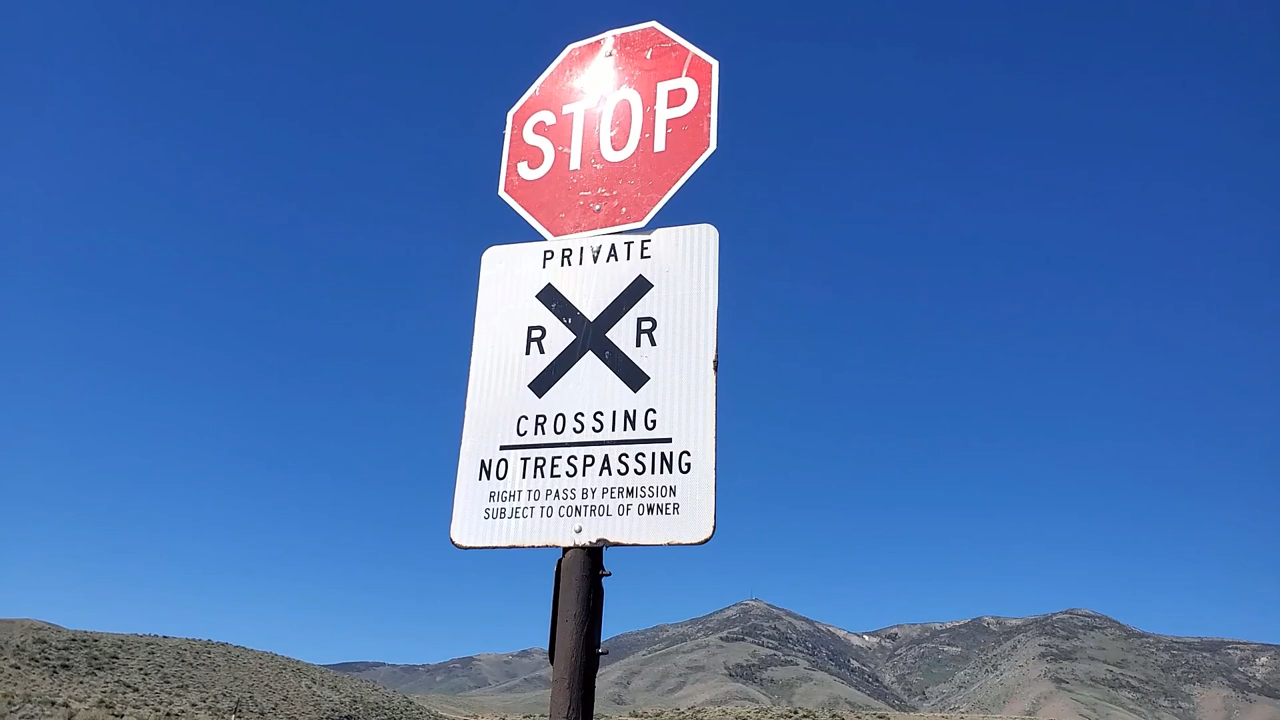 STOP
PRIVATE
R R
CROSSING
NO TRESPASSING
RIGHT TO PASS BY PERMISSION
SUBJECT TO CONTROL OF OWNER